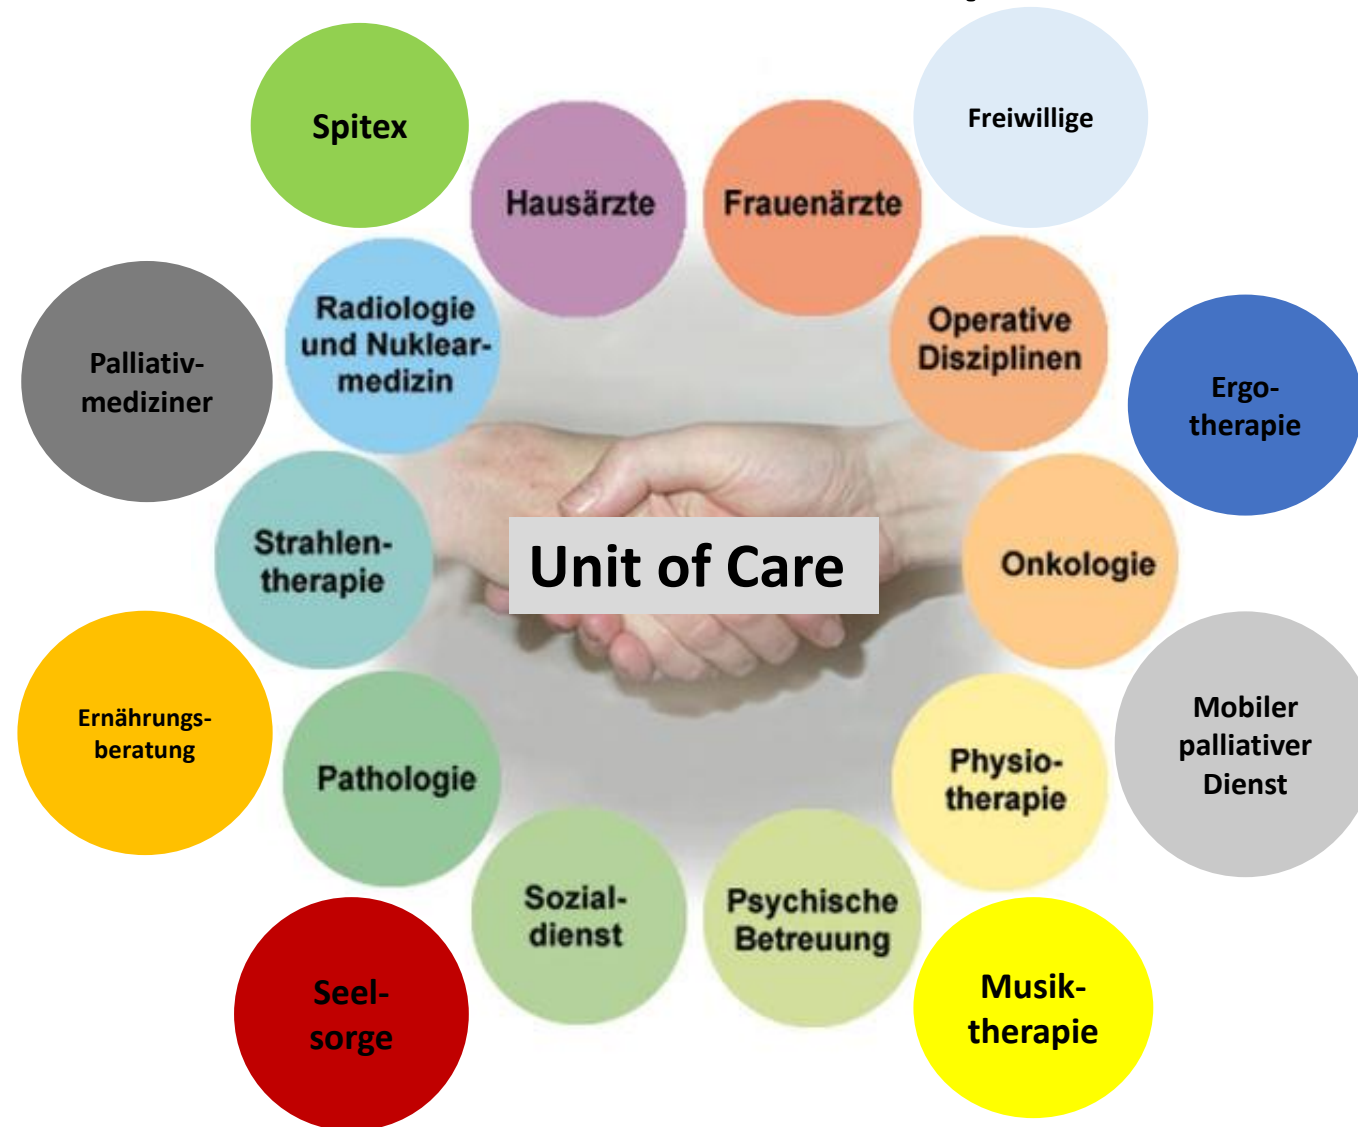 Spitex
Freiwillige
Hausärzte
Frauenärzte
Radiologie
und Nuklear-
medizin
Operative
Disziplinen
Palliativ-
mediziner
Ergo-
therapie
Strahlen-
therapie
Unit of Care
Onkologie
Ernährungs-
beratung
Mobiler
palliativer
Dienst
Pathologie
Physio-
therapie
Sozial-
dienst
Psychische
Betreuung
Seel-
sorge
Musik-
therapie